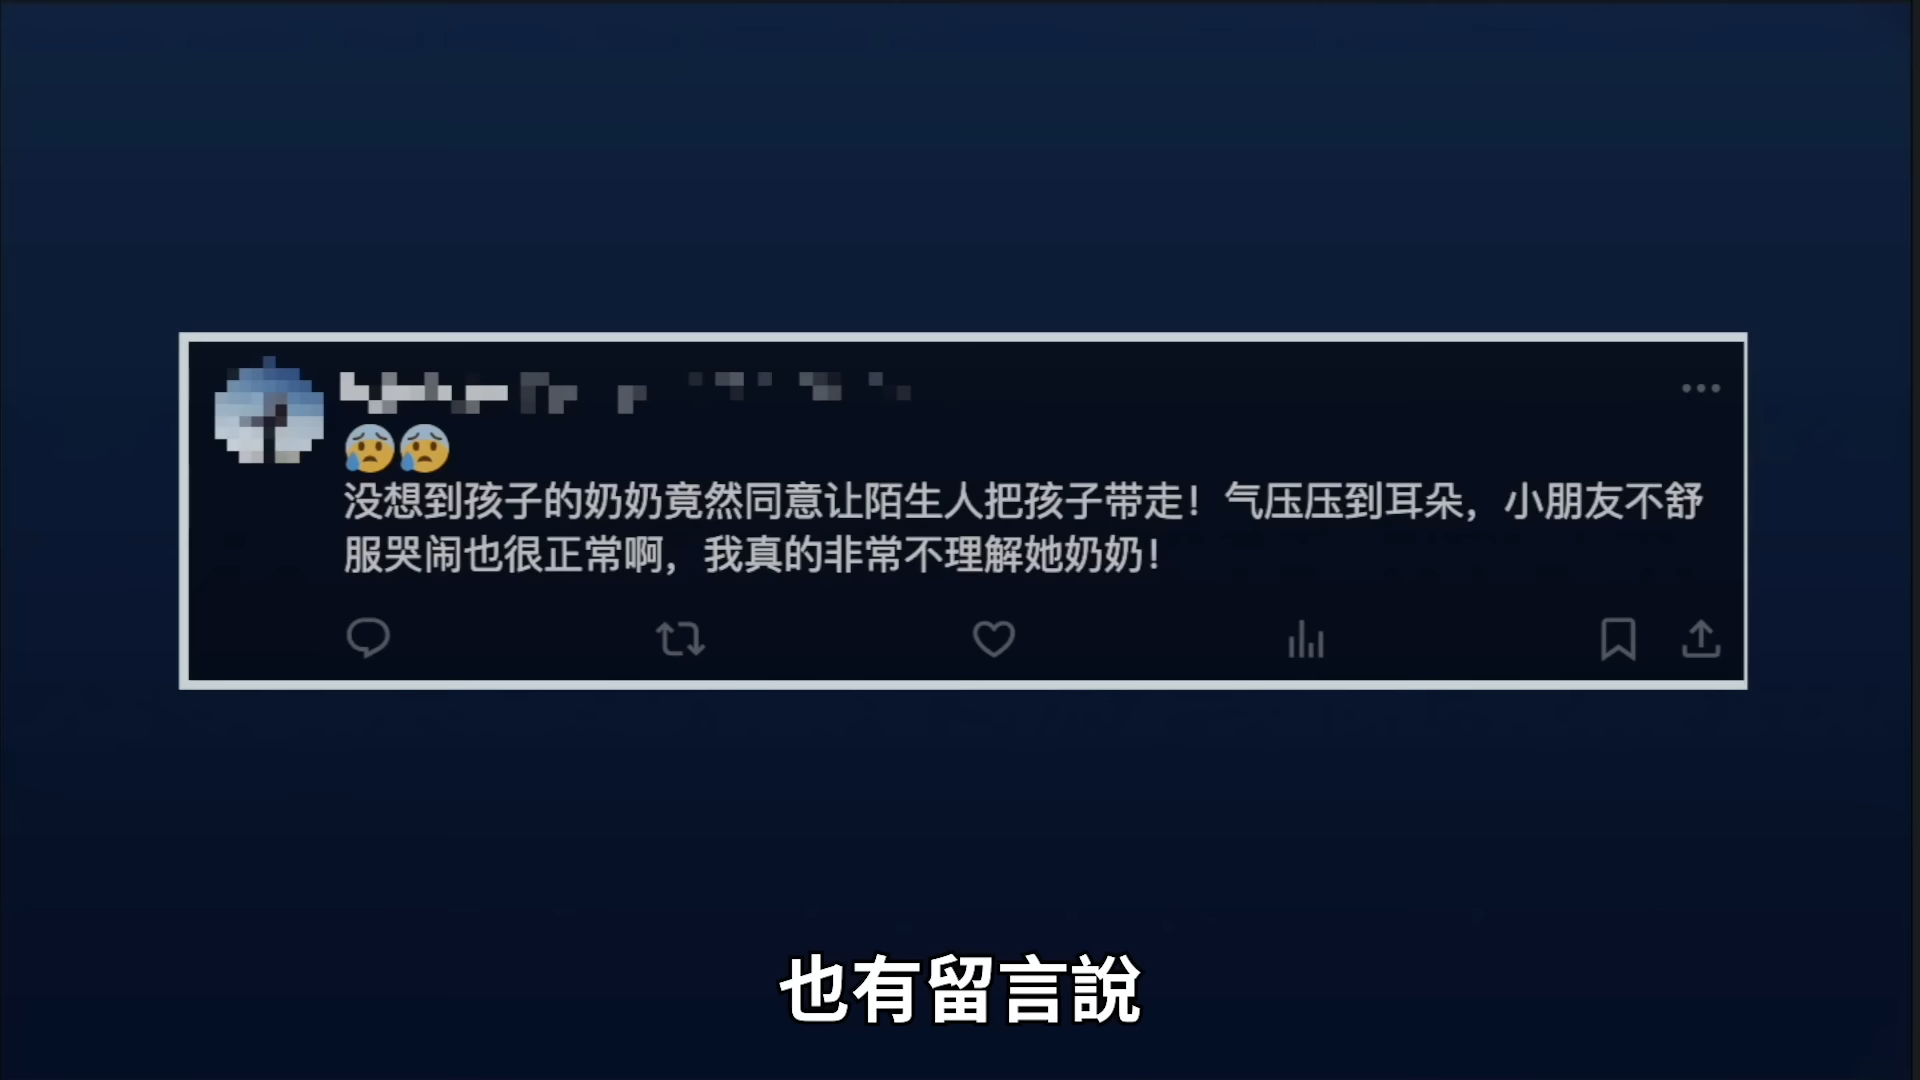 😰😰
没想到孩子的奶奶竟然同意让陌生人把孩子带走！气压压到耳朵，小朋友不舒
服哭闹也很正常啊，我真的非常不理解她奶奶！
也有留言說